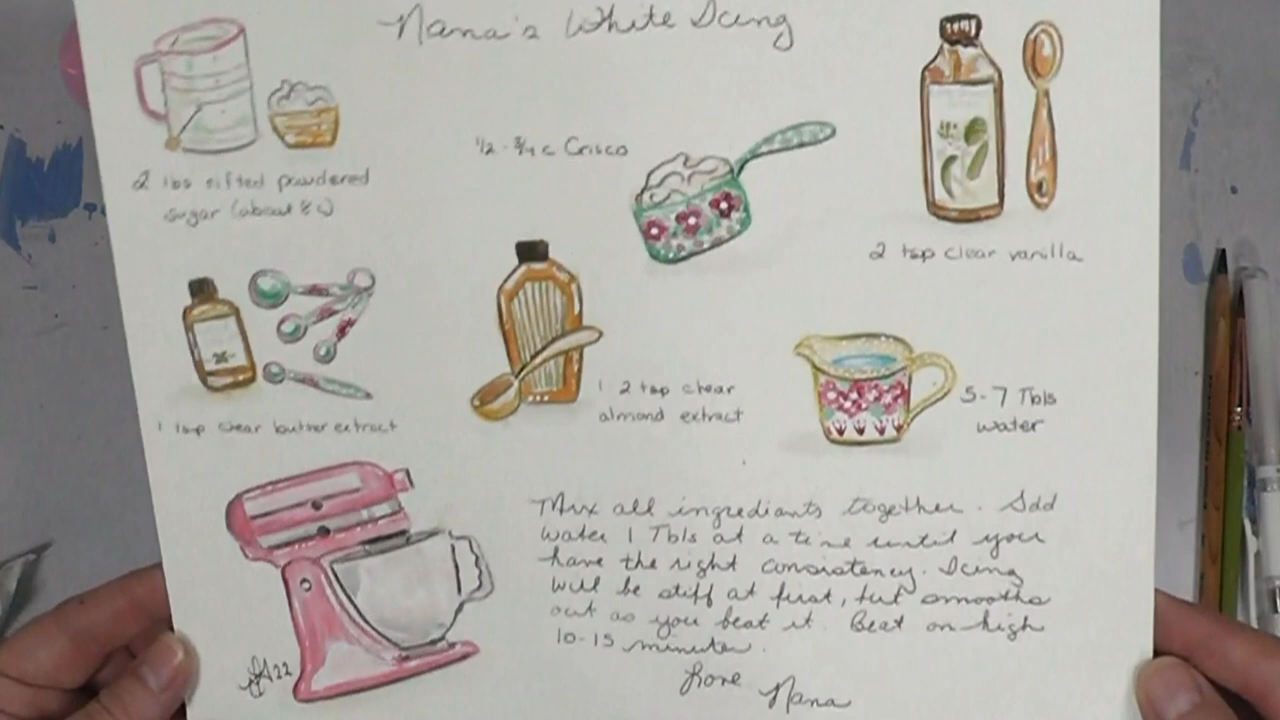 Nana's White Icing
2 lbs sifted powdered
sugar (about 8 c)
1/2 - 3/4 c Crisco
2 tsp clear vanilla
1 tsp clear butter extract
1 2 tsp clear
almond extract
5-7 Tbls
water
Mix all ingrediants together. Add
water 1 Tbls at a time until you
have the right consistency. Icing
will be stiff at first, but smooths
out as you beat it. Beat on high
10-15 minutes.
Love
Nana
22